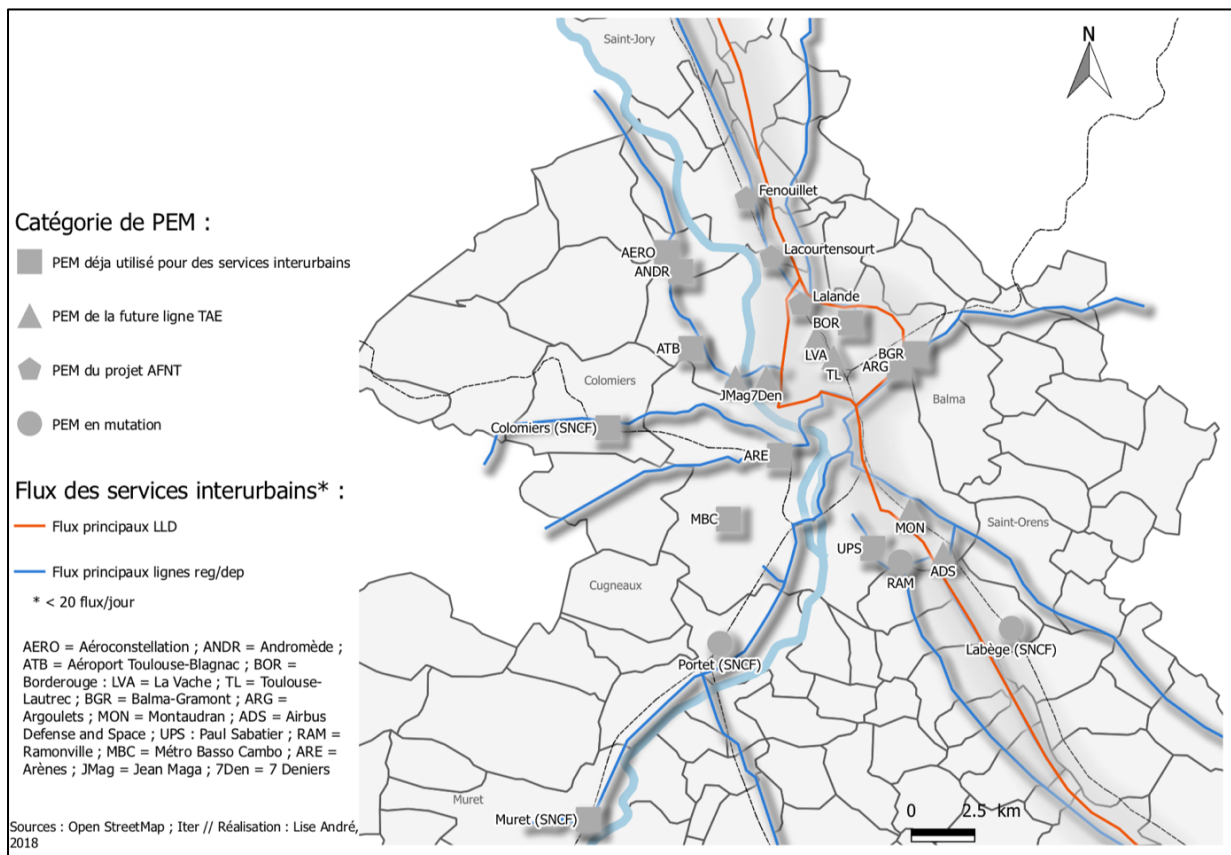 Catégorie de PEM :
PEM déja utilisé pour des services interurbains
PEM de la future ligne TAE
PEM du projet AFNT
PEM en mutation
Flux des services interurbains* :
Flux principaux LLD
Flux principaux lignes reg/dep
* < 20 flux/jour
AERO = Aéroconstellation ; ANDR = Andromède ;
ATB = Aéroport Toulouse-Blagnac ; BOR =
Borderouge : LVA = La Vache ; TL = Toulouse-
Lautrec ; BGR = Balma-Gramont ; ARG =
Argoulets ; MON = Montaudran ; ADS = Airbus
Defense and Space ; UPS : Paul Sabatier ; RAM =
Ramonville ; MBC = Métro Basso Cambo ; ARE =
Arènes ; JMag = Jean Maga ; 7Den = 7 Deniers
Sources : Open StreetMap ; Iter // Réalisation : Lise André,
2018
Saint-Jory
N
Fenouillet
AERO
Lacourtensourt
ANDR
Lalande
BOR
ATB
LVA
BGR
TL
ARG
Colomiers
JMag7Den
Balma
Colomiers (SNCF)
ARE
MBC
MON
Saint-Orens
UPS
RAM
ADS
Cugneaux
Portet (SNCF)
Labège (SNCF)
Muret
Muret (SNCF)
0 2.5 km